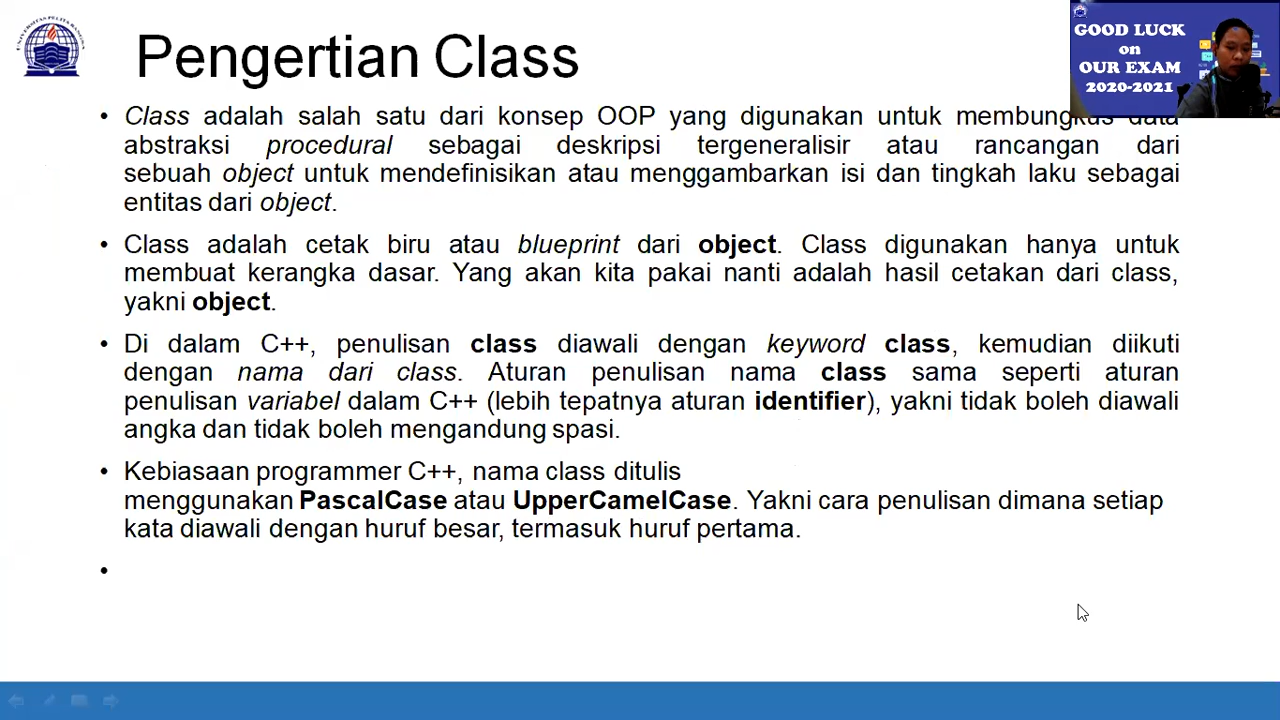 UNIVERSITAS PELITA BANGSA
Pengertian Class
GOOD LUCK
on
OUR EXAM
2020-2021
• Class adalah salah satu dari konsep OOP yang digunakan untuk membungkus data
abstraksi procedural sebagai deskripsi tergeneralisir atau rancangan dari
sebuah object untuk mendefinisikan atau menggambarkan isi dan tingkah laku sebagai
entitas dari object.
• Class adalah cetak biru atau blueprint dari object. Class digunakan hanya untuk
membuat kerangka dasar. Yang akan kita pakai nanti adalah hasil cetakan dari class,
yakni object.
• Di dalam C++, penulisan class diawali dengan keyword class, kemudian diikuti
dengan nama dari class. Aturan penulisan nama class sama seperti aturan
penulisan variabel dalam C++ (lebih tepatnya aturan identifier), yakni tidak boleh diawali
angka dan tidak boleh mengandung spasi.
• Kebiasaan programmer C++, nama class ditulis
menggunakan PascalCase atau UpperCamelCase. Yakni cara penulisan dimana setiap
kata diawali dengan huruf besar, termasuk huruf pertama.
•